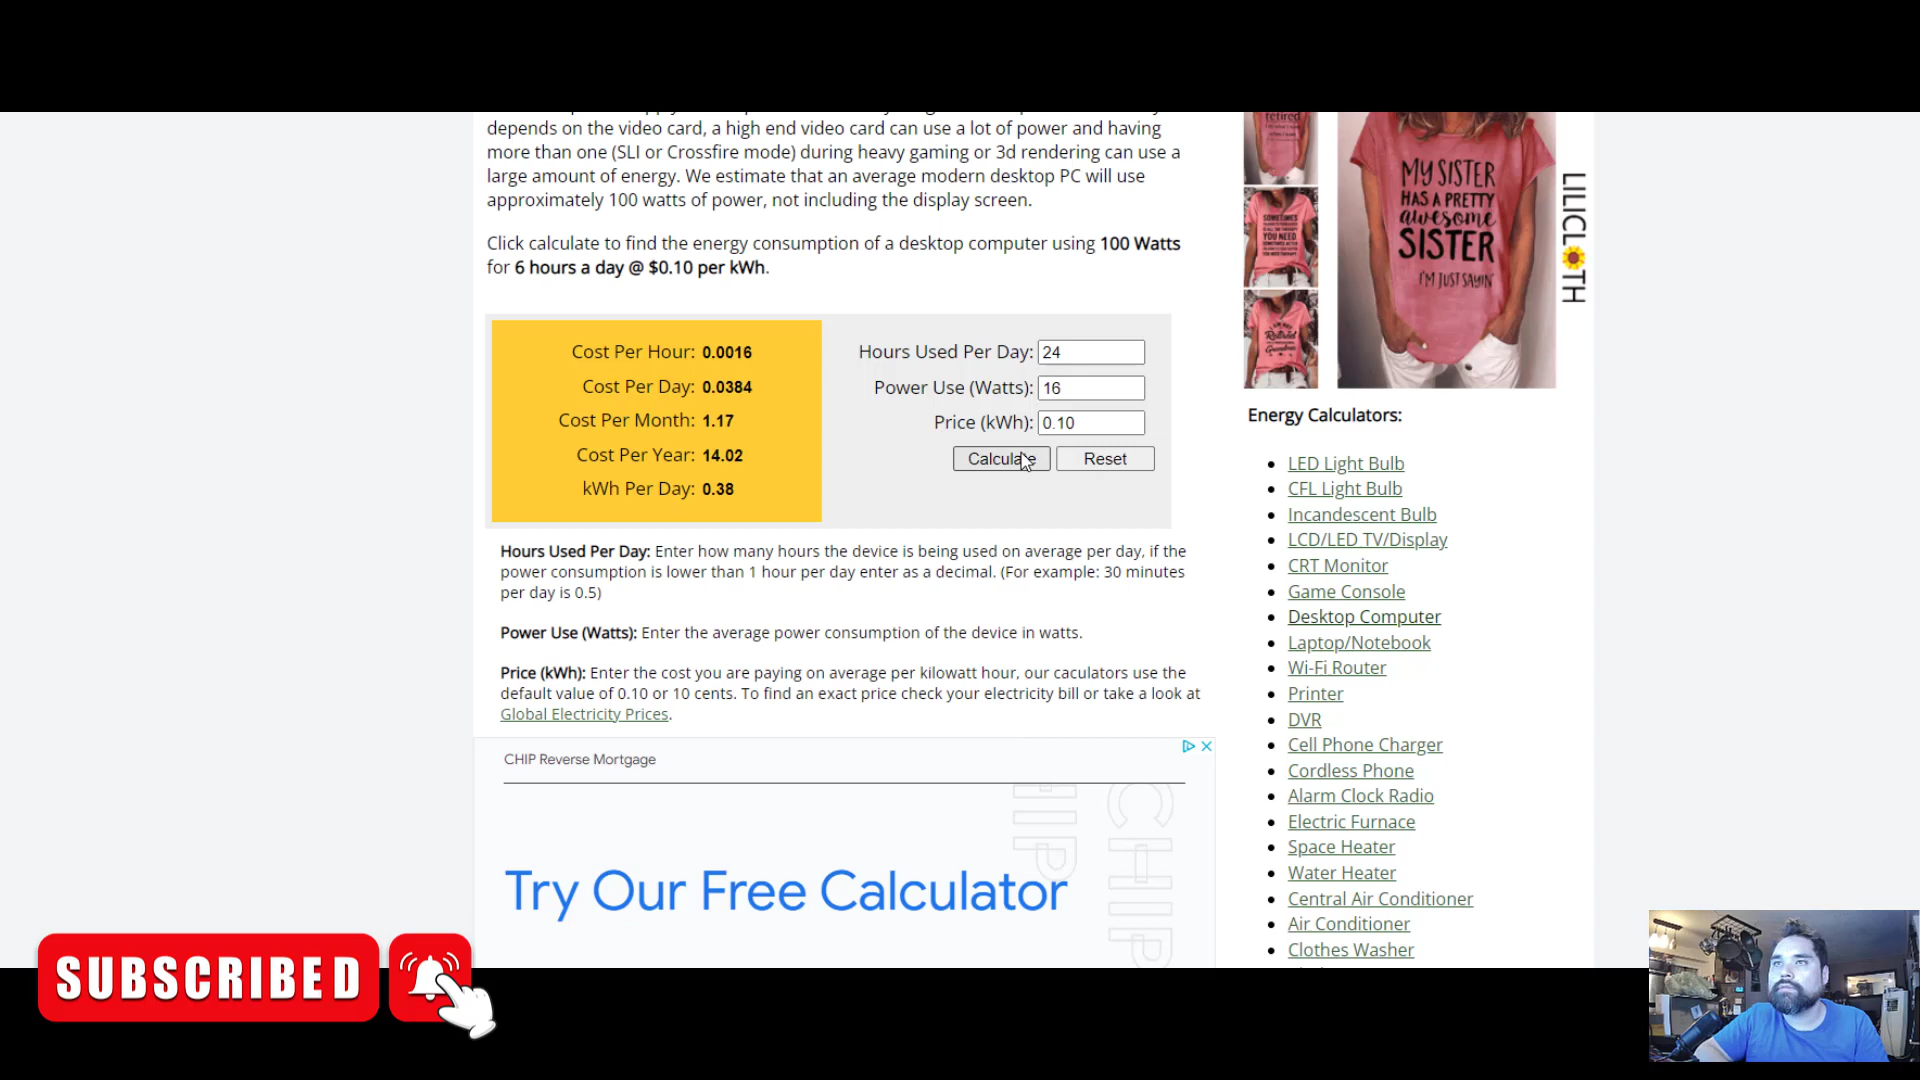 depends on the video card, a high end video card can use a lot of power and having
more than one (SLI or Crossfire mode) during heavy gaming or 3d rendering can use a
large amount of energy. We estimate that an average modern desktop PC will use
approximately 100 watts of power, not including the display screen.
Click calculate to find the energy consumption of a desktop computer using 100 Watts
for 6 hours a day @ $0.10 per kWh.
Cost Per Hour: 0.0016
Cost Per Day: 0.0384
Cost Per Month: 1.17
Cost Per Year: 14.02
kWh Per Day: 0.38
Hours Used Per Day: 24
Power Use (Watts): 16
Price (kWh): 0.10
Calculate Reset
Hours Used Per Day: Enter how many hours the device is being used on average per day, if the
power consumption is lower than 1 hour per day enter as a decimal. (For example: 30 minutes
per day is 0.5)
Power Use (Watts): Enter the average power consumption of the device in watts.
Price (kWh): Enter the cost you are paying on average per kilowatt hour, our caculators use the
default value of 0.10 or 10 cents. To find an exact price check your electricity bill or take a look at
Global Electricity Prices.
CHIP Reverse Mortgage
Try Our Free Calculator
CHIP
MY SISTER
HAS A PRETTY
awesome
SISTER
I'M JUST SAYIN'
LILICLOTH
Energy Calculators:
LED Light Bulb
CFL Light Bulb
Incandescent Bulb
LCD/LED TV/Display
CRT Monitor
Game Console
Desktop Computer
Laptop/Notebook
Wi-Fi Router
Printer
DVR
Cell Phone Charger
Cordless Phone
Alarm Clock Radio
Electric Furnace
Space Heater
Water Heater
Central Air Conditioner
Air Conditioner
Clothes Washer
SUBSCRIBED